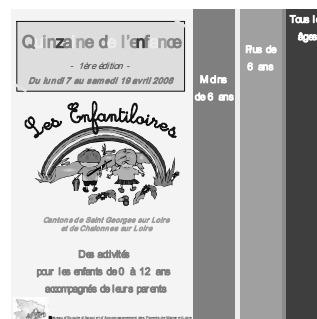 Quinzaine de l'enfance
- 1ère édition -
Du lundi 7 au samedi 19 avril 2008
Les Enfantiloires
Cantons de Saint Georges sur Loire
et de Chalonnes sur Loire
Des activités
pour les enfants de 0 à 12 ans
accompagnés de leurs parents
Moins
de 6 ans
Plus de
6 ans
Tous
âges